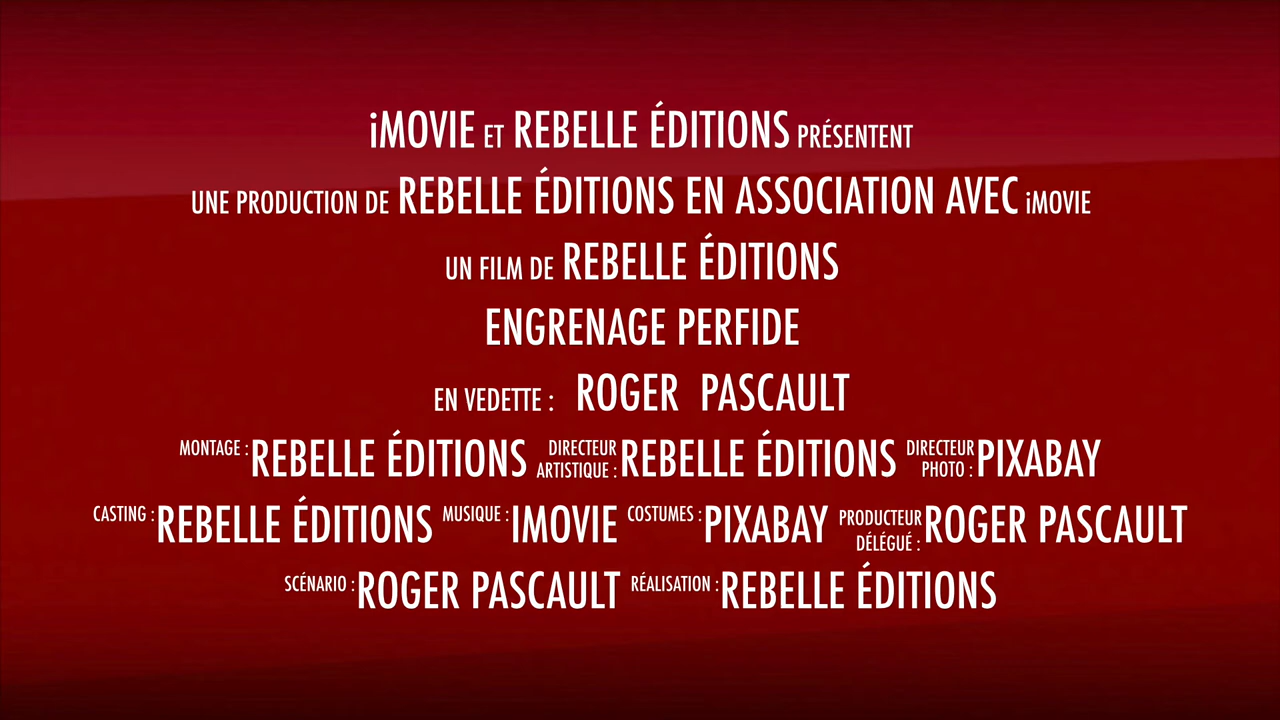 iMOVIE ET REBELLE ÉDITIONS PRÉSENTENT
UNE PRODUCTION DE REBELLE ÉDITIONS EN ASSOCIATION AVEC iMOVIE
UN FILM DE REBELLE ÉDITIONS
ENGRENAGE PERFIDE
EN VEDETTE : ROGER PASCAULT
MONTAGE : REBELLE ÉDITIONS DIRECTEUR ARTISTIQUE : REBELLE ÉDITIONS DIRECTEUR PHOTO : PIXABAY
CASTING : REBELLE ÉDITIONS MUSIQUE : IMOVIE COSTUMES : PIXABAY PRODUCTEUR DÉLÉGUÉ : ROGER PASCAULT
SCÉNARIO : ROGER PASCAULT RÉALISATION : REBELLE ÉDITIONS